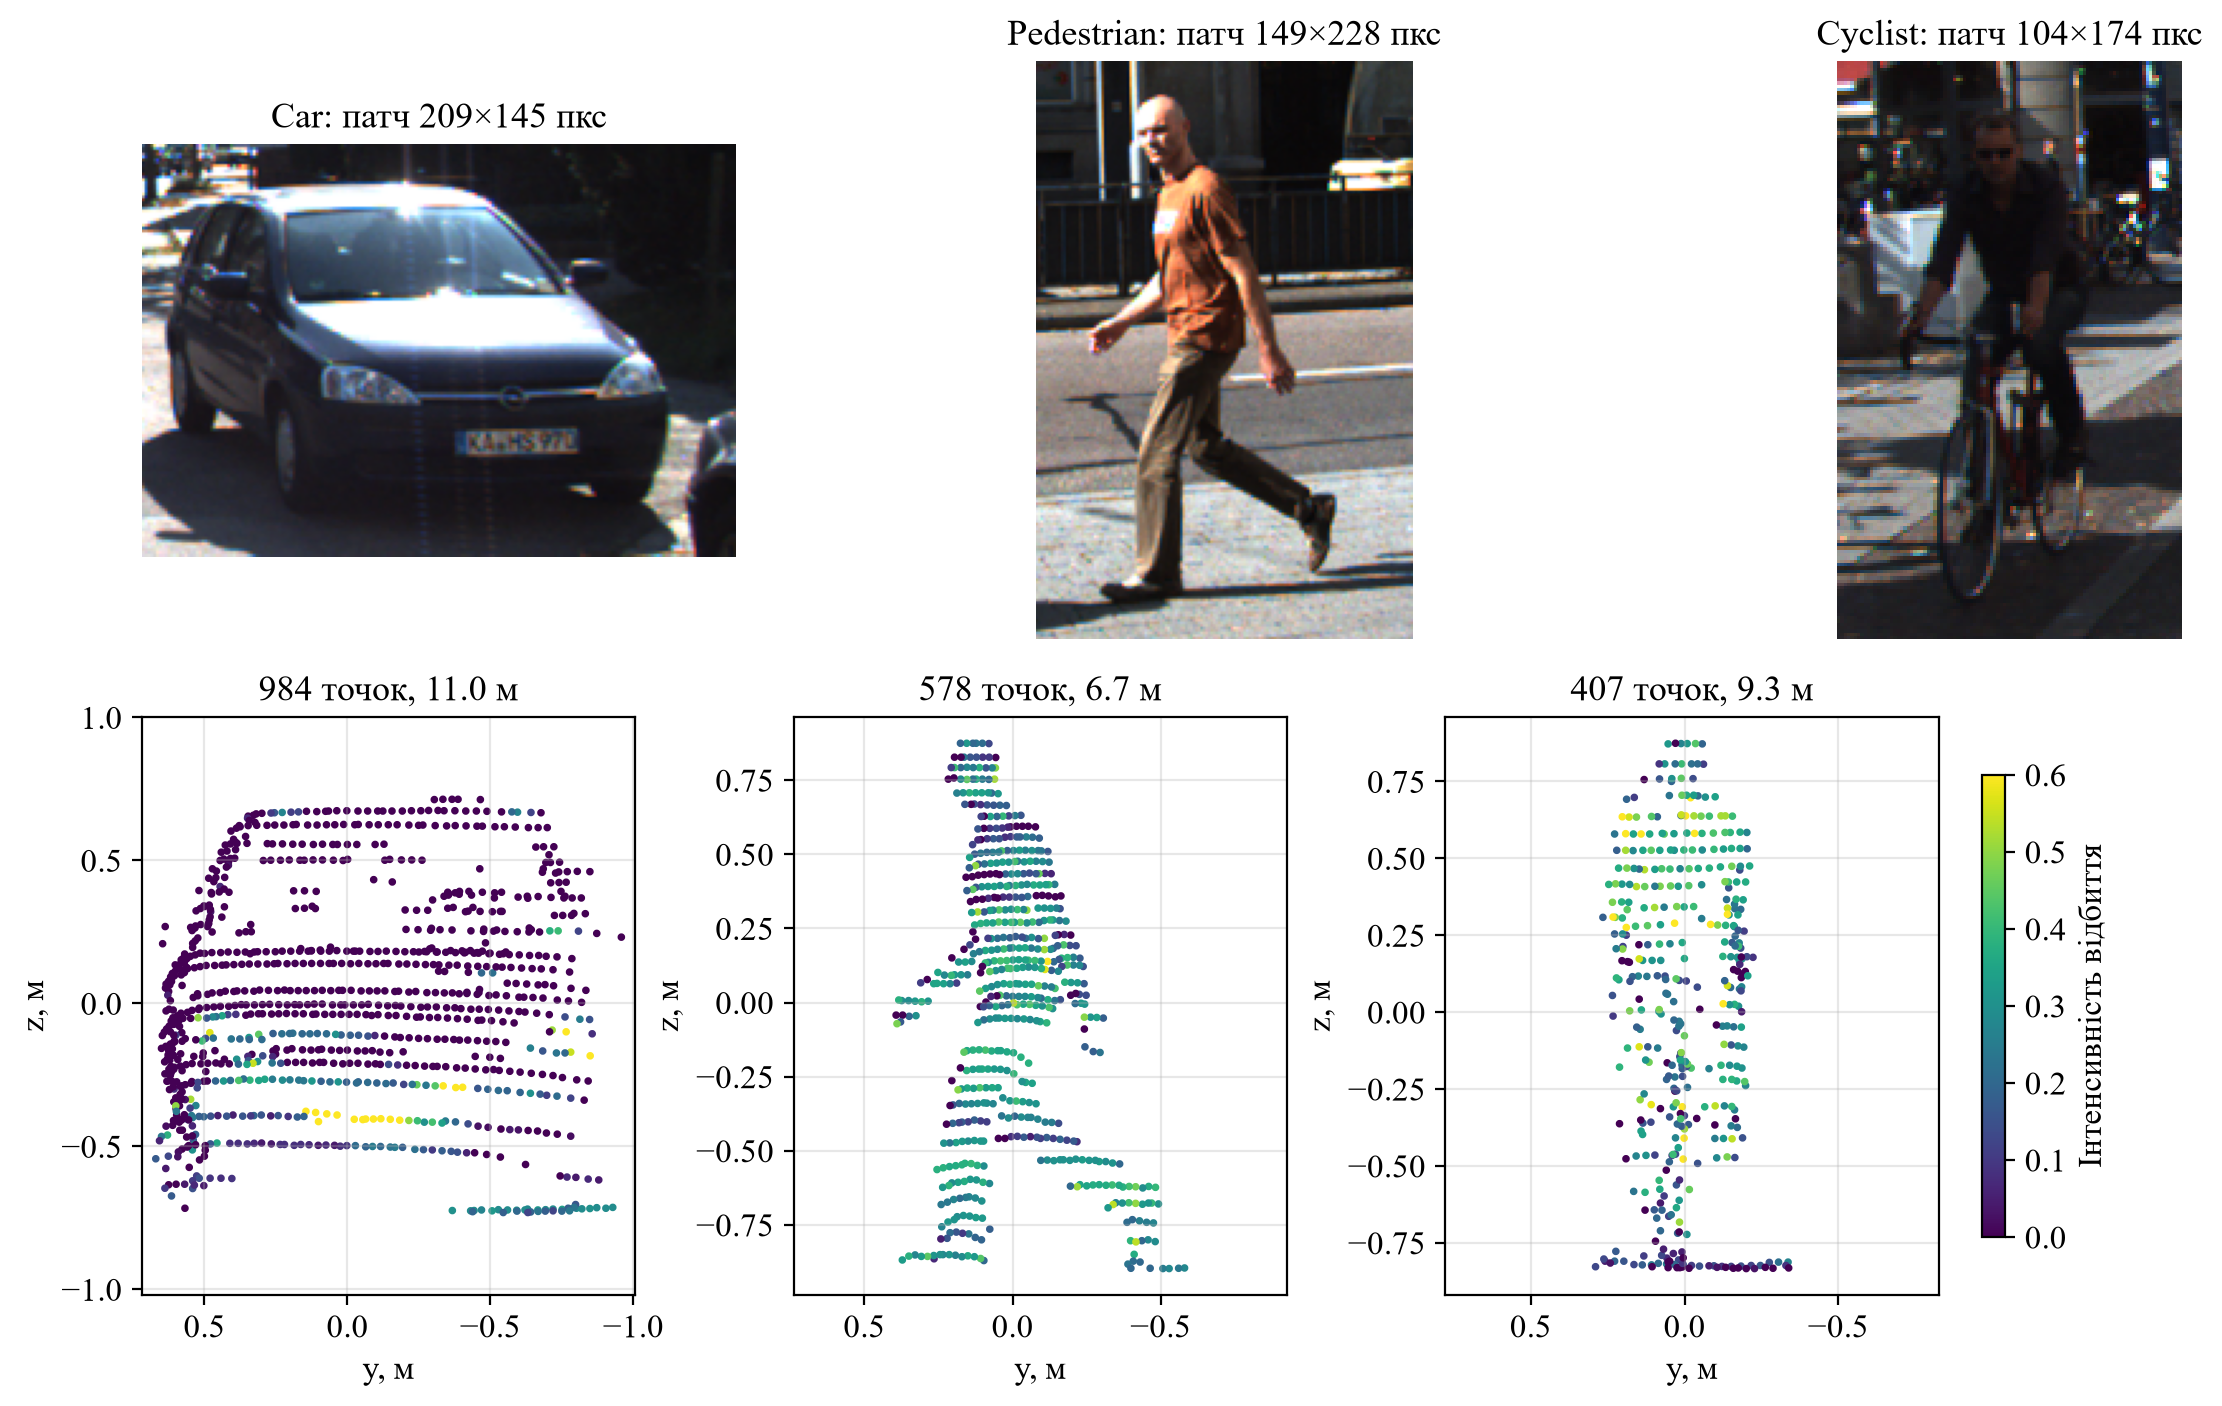 Pedestrian: патч 149×228 пкс
Cyclist: патч 104×174 пкс
Car: патч 209×145 пкс
984 точок, 11.0 м
578 точок, 6.7 м
407 точок, 9.3 м
z, м
1.0
0.5
0.0
−0.5
−1.0
0.5
0.0
−0.5
−1.0
y, м
z, м
0.75
0.50
0.25
0.00
−0.25
−0.50
−0.75
0.5
0.0
−0.5
y, м
z, м
0.75
0.50
0.25
0.00
−0.25
−0.50
−0.75
0.5
0.0
−0.5
y, м
0.6
0.5
0.4
0.3
0.2
0.1
0.0
Інтенсивність відбиття